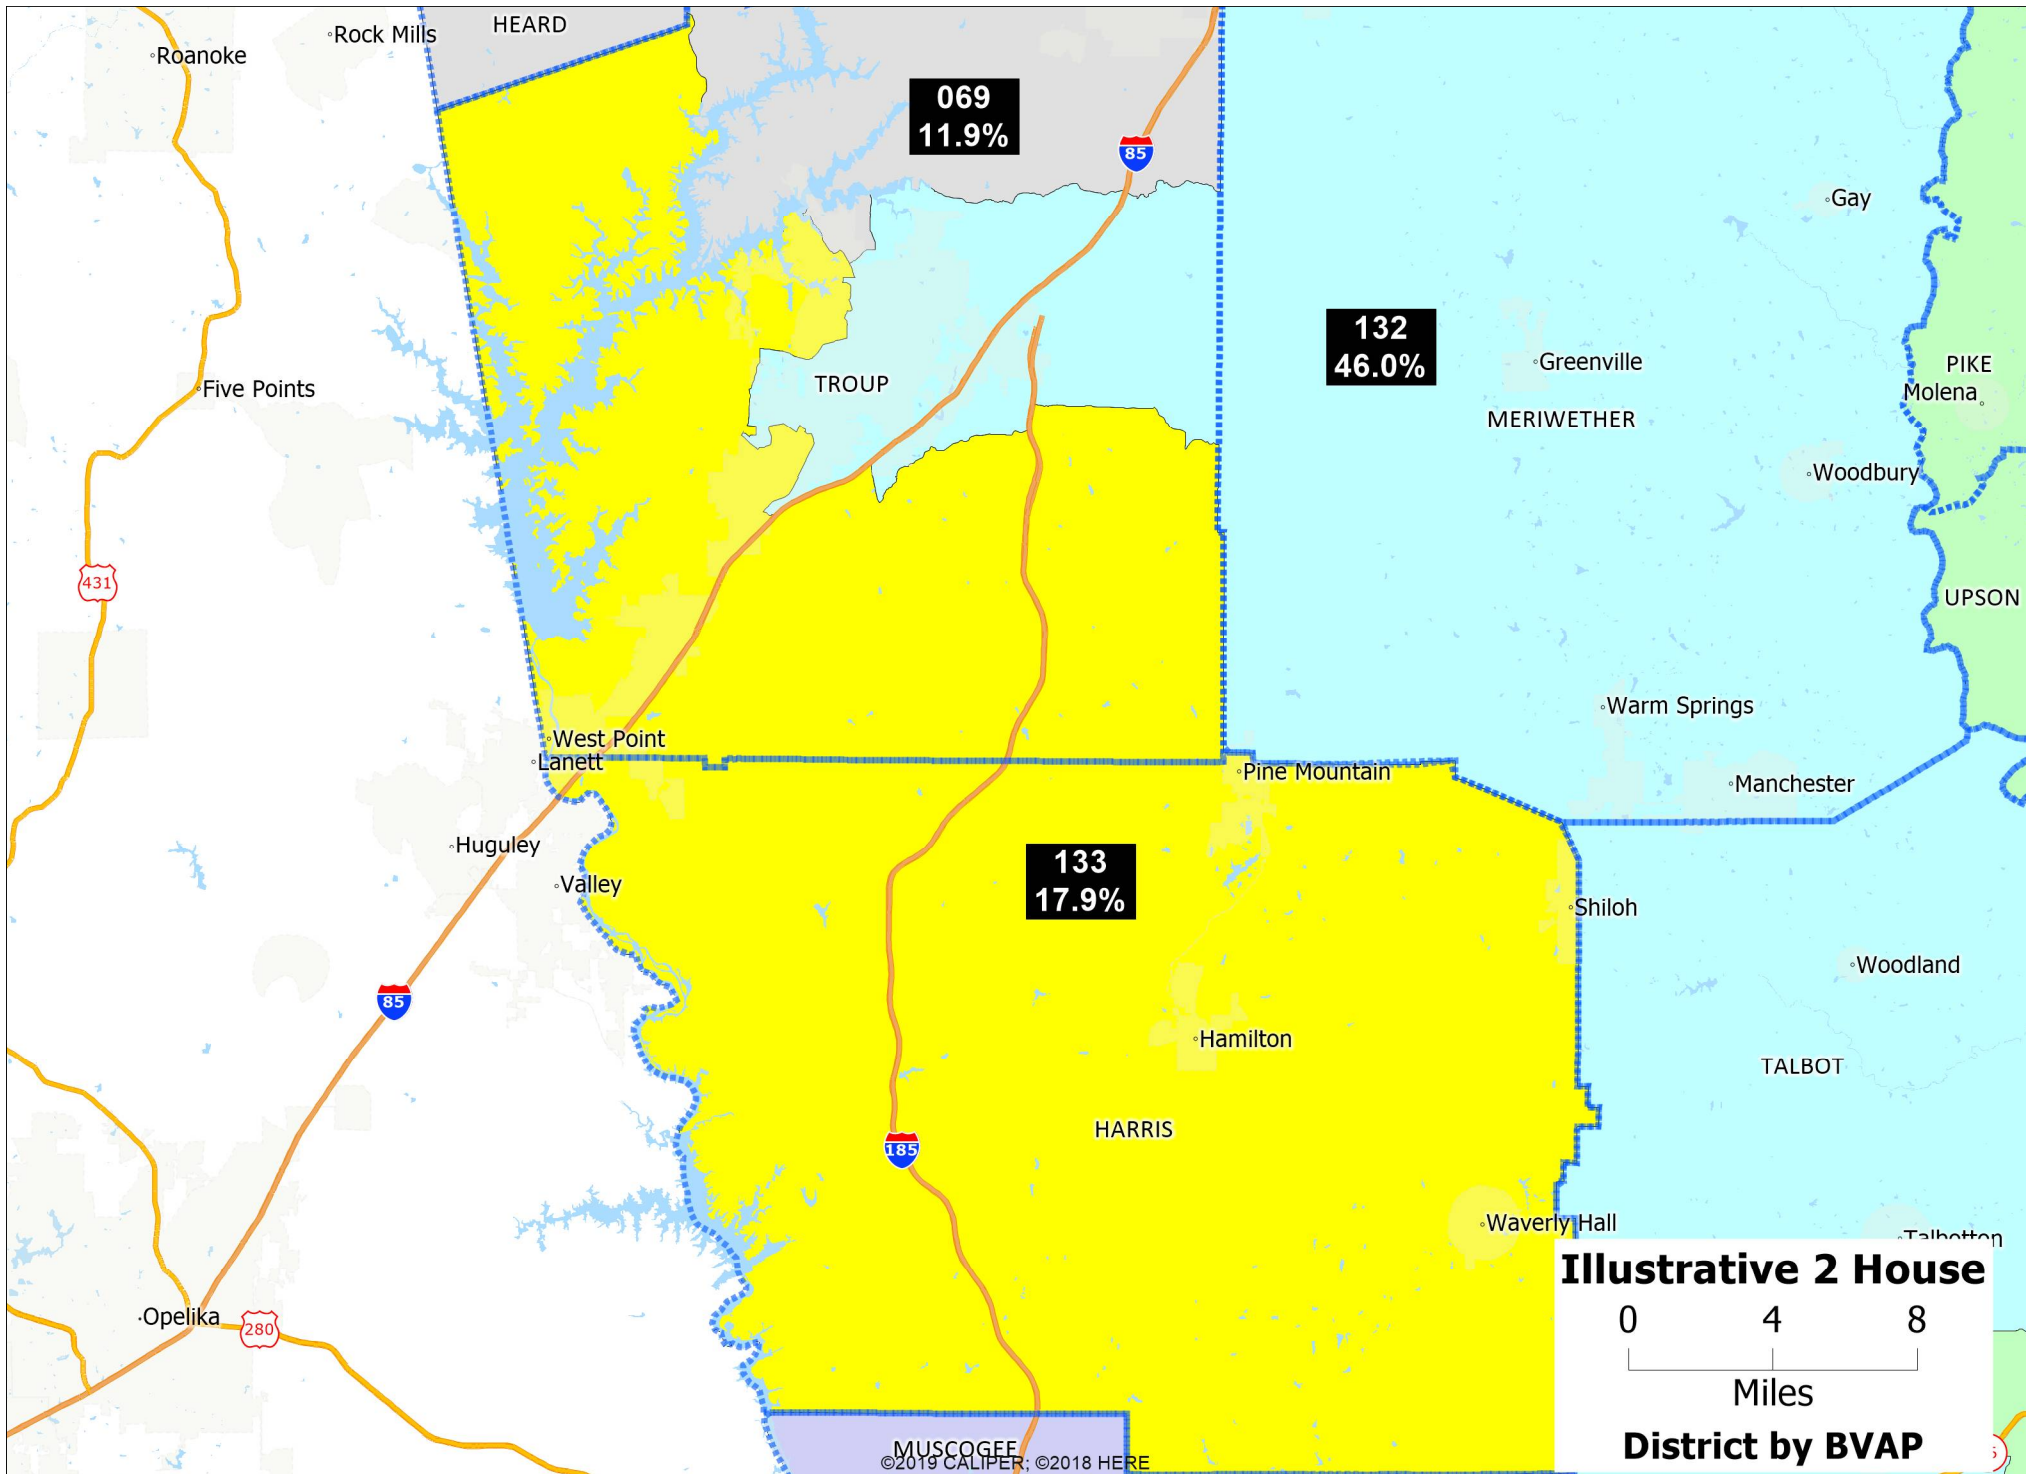 HEARD
Rock Mills
Roanoke
069
11.9%
85
Gay
132
46.0%
Greenville
PIKE
Molena
Five Points
TROUP
MERIWETHER
Woodbury
431
UPSON
Warm Springs
West Point
Lanett
Pine Mountain
Manchester
Huguley
133
17.9%
Valley
Shiloh
Woodland
85
Hamilton
TALBOT
HARRIS
185
Waverly Hall
Talbotton
Opelika
280
Illustrative 2 House
0 4 8
Miles
District by BVAP
MUSCOGEE
©2019 CALIPER; ©2018 HERE